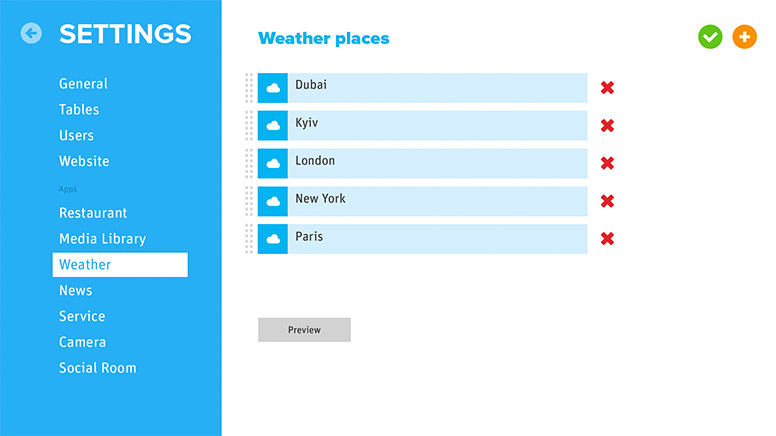 SETTINGS
General
Tables
Users
Website
Apps
Restaurant
Media Library
Weather
News
Service
Camera
Social Room
Weather places
Dubai
Kyiv
London
New York
Paris
Preview